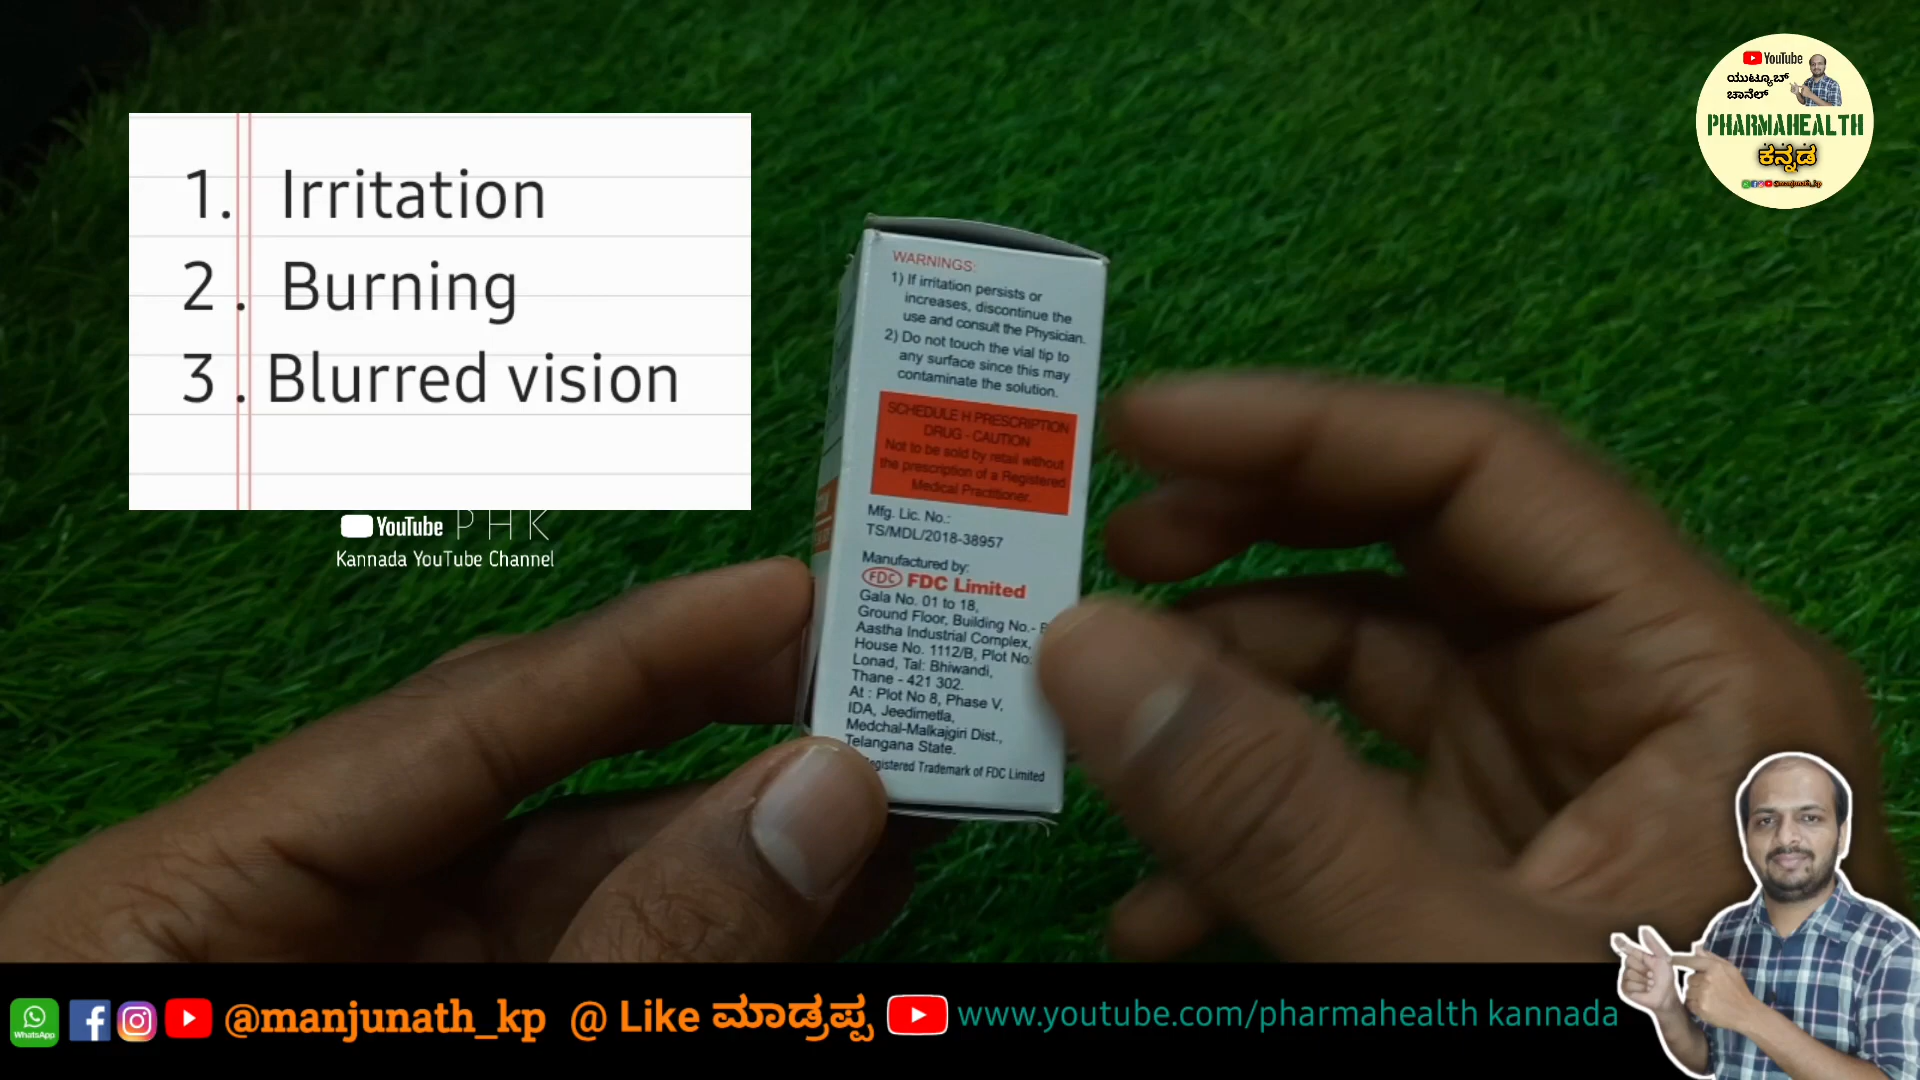 1. Irritation
2 . Burning
3 . Blurred vision
YouTube PHK
Kannada YouTube Channel
YouTube
ಯುಟ್ಯೂಬ್
ಚಾನೆಲ್
PHARMAHEALTH
ಕನ್ನಡ
@manjunath_kp
WARNINGS:
1) If irritation persists or
increases, discontinue the
use and consult the Physician.
2) Do not touch the vial tip to
any surface since this may
contaminate the solution.
SCHEDULE H PRESCRIPTION
DRUG - CAUTION
Not to be sold by retail without
the prescription of a Registered
Medical Practitioner.
Mfg. Lic. No.:
TS/MDL/2018-38957
Manufactured by:
FDC FDC Limited
Gala No. 01 to 18,
Ground Floor, Building No.-
Aastha Industrial Complex,
House No. 1112/B, Plot No:
Lonad, Tal: Bhiwandi,
Thane - 421 302.
At : Plot No 8, Phase V,
IDA, Jeedimetla,
Medchal-Malkajgiri Dist.,
Telangana State.
Registered Trademark of FDC Limited
WhatsApp @manjunath_kp @ Like ಮಾಡ್ರಪ್ಪ www.youtube.com/pharmahealth kannada